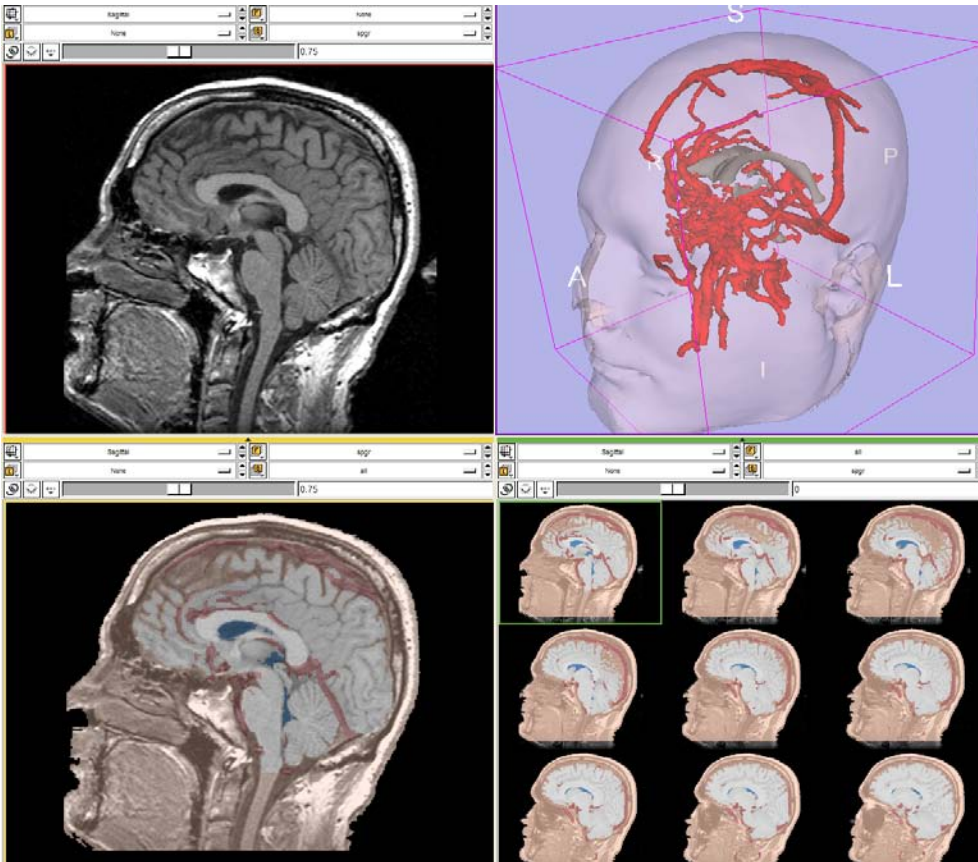 Sagittal None
None spgr
0.75
S
R
P
A
L
I
Sagittal spgr
None all
0.75
Sagittal all
None spgr
0